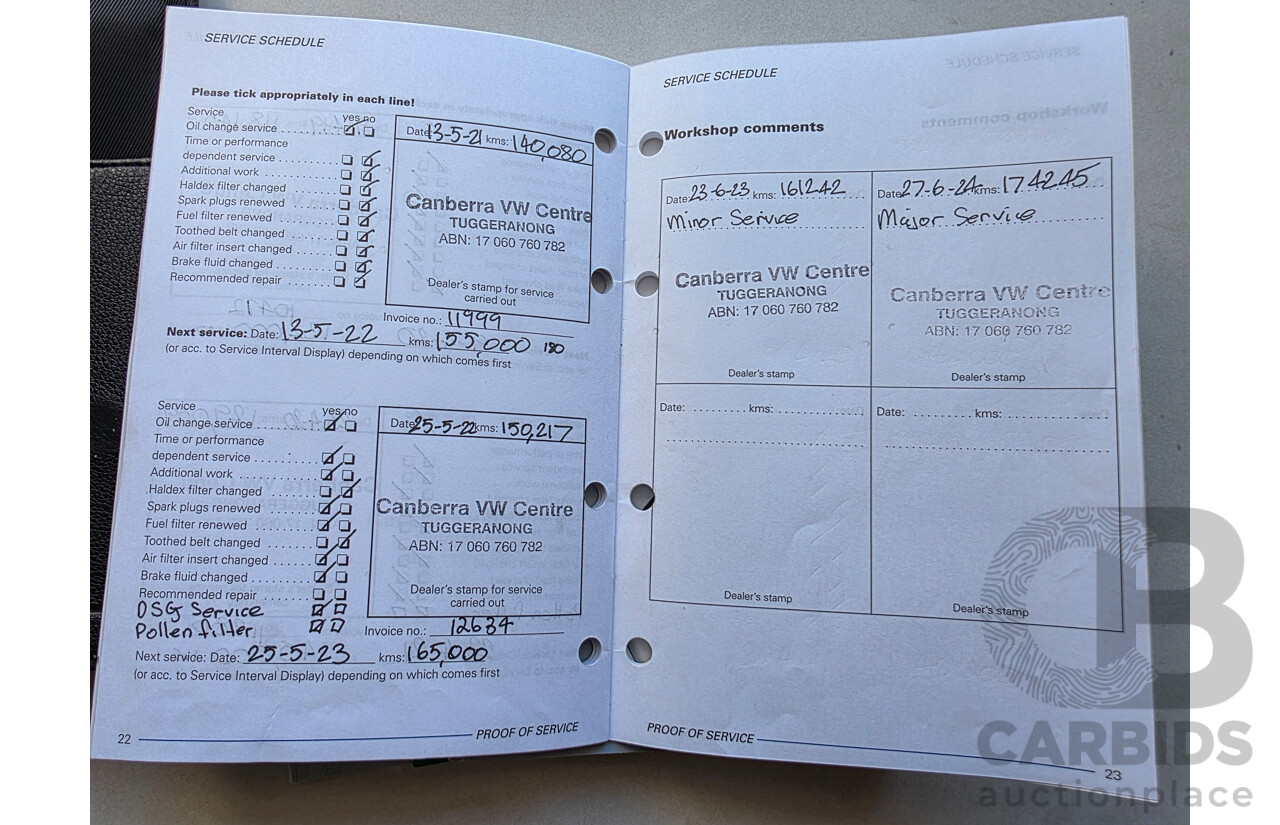 SERVICE SCHEDULE
Please tick appropriately in each line!
Service yes no
Oil change service
Time or performance
dependent service
Additional work
Haldex filter changed
Spark plugs renewed
Fuel filter renewed
Toothed belt changed
Air filter insert changed
Brake fluid changed
Recommended repair
Date 13-5-21 kms: 140,080
Canberra VW Centre
TUGGERANONG
ABN: 17 060 760 782
Dealer's stamp for service
carried out
Invoice no.: 11999
Next service: Date: 13-5-22 kms: 155,000 180
(or acc. to Service Interval Display) depending on which comes first
Service yes no
Oil change service
Time or performance
dependent service
Additional work
Haldex filter changed
Spark plugs renewed
Fuel filter renewed
Toothed belt changed
Air filter insert changed
Brake fluid changed
Recommended repair
DSG Service
Pollen filter
Date 25-5-22 kms: 150,217
Canberra VW Centre
TUGGERANONG
ABN: 17 060 760 782
Dealer's stamp for service
carried out
Invoice no.: 12634
Next service: Date: 25-5-23 kms: 165,000
(or acc. to Service Interval Display) depending on which comes first
22 PROOF OF SERVICE
SERVICE SCHEDULE
Workshop comments
Date 23-6-23 kms: 161242
Minor Service
Canberra VW Centre
TUGGERANONG
ABN: 17 060 760 782
Dealer's stamp
Date 27-6-24 kms: 174245
Major Service
Canberra VW Centre
TUGGERANONG
ABN: 17 060 760 782
Dealer's stamp
Date: kms:
Dealer's stamp
Date: kms:
Dealer's stamp
PROOF OF SERVICE 23
CB
CARBIDS
auctionplace